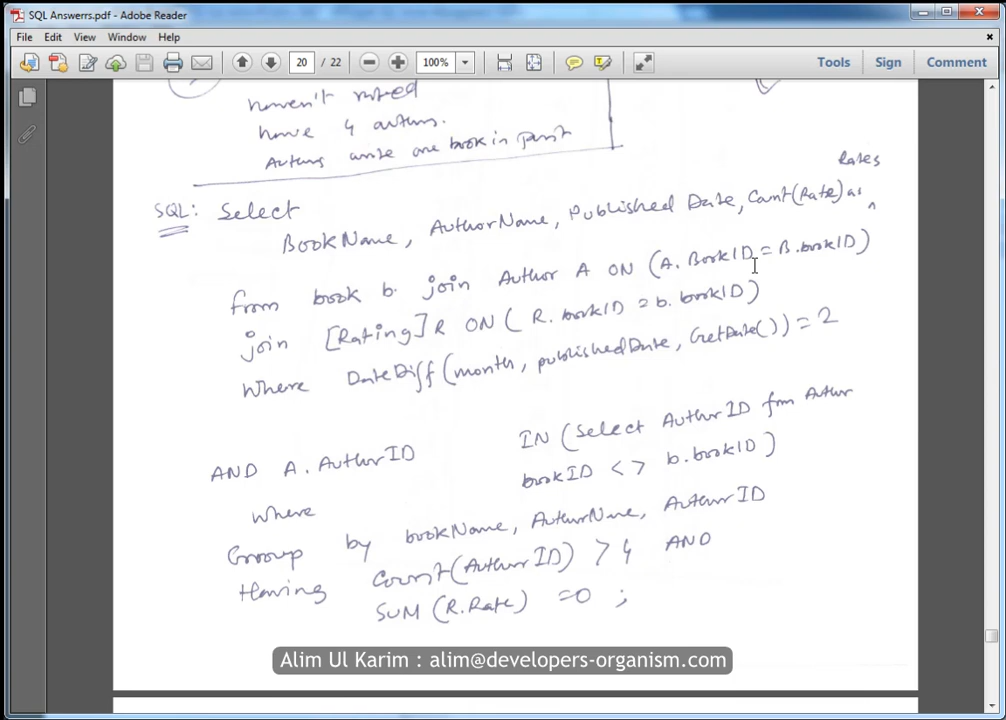 SQL Answerrs.pdf - Adobe Reader
File Edit View Window Help
20 / 22 100% Tools Sign Comment
haven't rated
have 4 authors.
Authors write one book in past
Rates
SQL: Select
BookName, AuthorName, Published Date, Count(Rate) as
from book b. join Author A ON (A.BookID = B.bookID)
join [Rating] R ON (R.bookID = b.bookID)
Where DateDiff(month, publishedDate, GetDate()) = 2
AND A.AuthorID IN (Select AuthorID from Author
where bookID <> b.bookID)
Group by bookName, AuthorName, AuthorID
Having Count(AuthorID) > 4 AND
SUM (R.Rate) =0 ;
Alim Ul Karim : alim@developers-organism.com